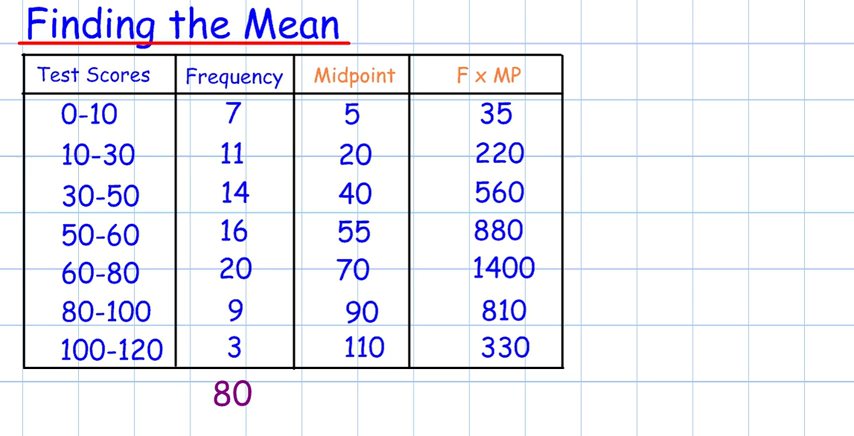 Finding the Mean
Test Scores Frequency Midpoint F x MP
0-10 7 5 35
10-30 11 20 220
30-50 14 40 560
50-60 16 55 880
60-80 20 70 1400
80-100 9 90 810
100-120 3 110 330
80